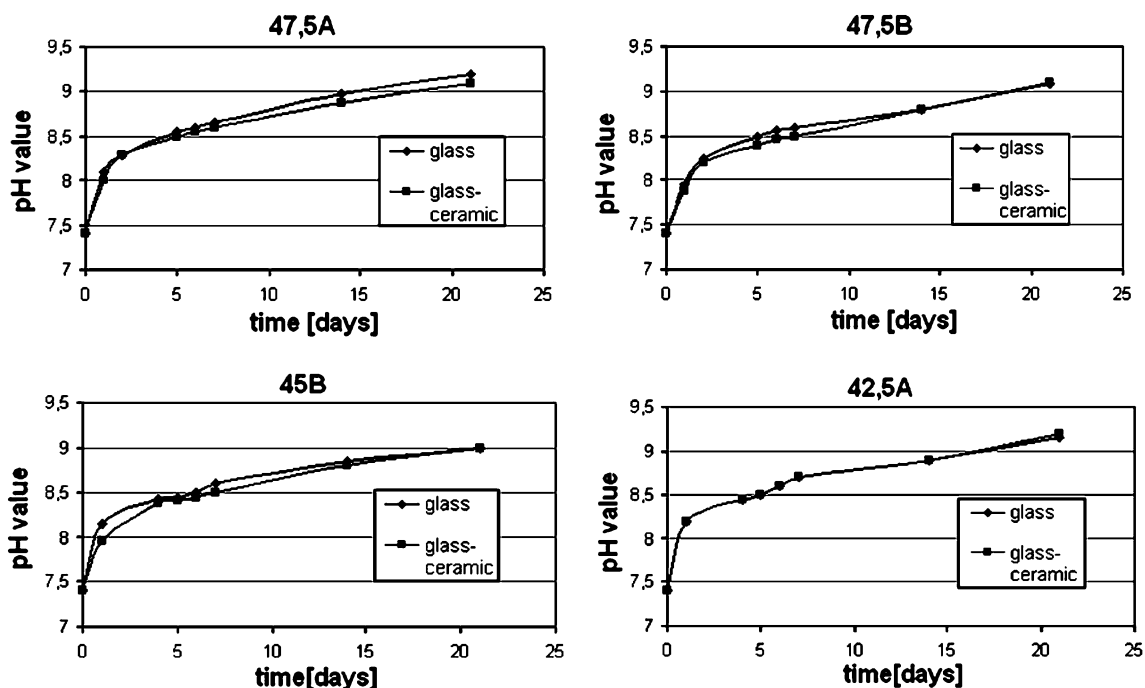 47,5A
9,5
9
8,5
8
7,5
7
pH value
0 5 10 15 20 25
time [days]
glass
glass-
ceramic
47,5B
9,5
9
8,5
8
7,5
7
pH value
0 5 10 15 20 25
time [days]
glass
glass-
ceramic
45B
9,5
9
8,5
8
7,5
7
pH value
0 5 10 15 20 25
time[days]
glass
glass-
ceramic
42,5A
9,5
9
8,5
8
7,5
7
pH value
0 5 10 15 20 25
time[days]
glass
glass-
ceramic